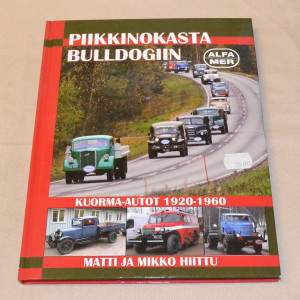 PIIKKINOKASTA
BULLDOGIIN
ALFA
MER
KUORMA-AUTOT 1920-1960
MATTI JA MIKKO HIITTU